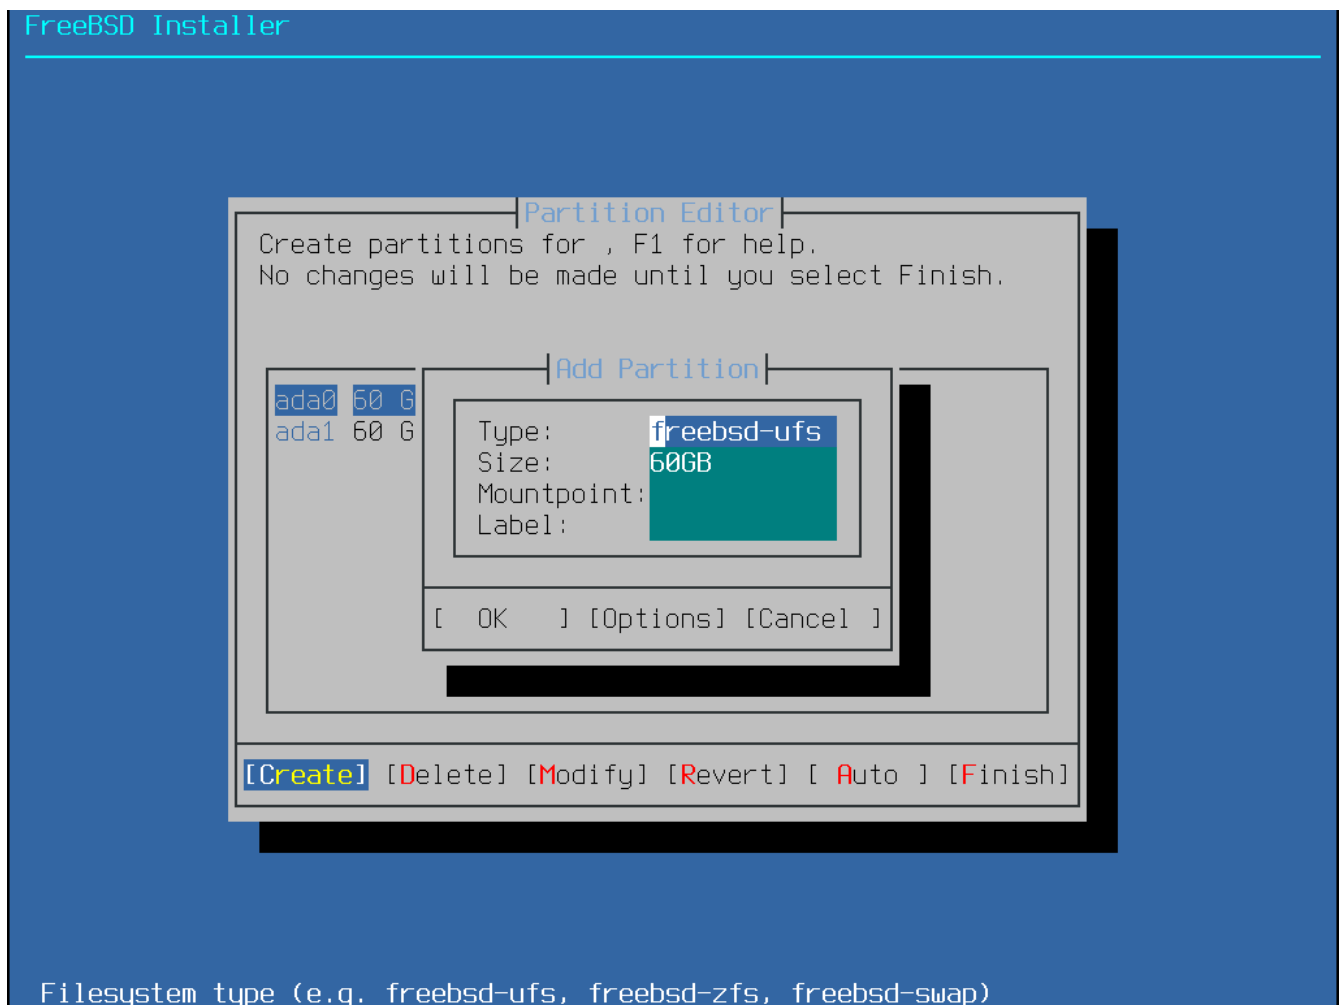 FreeBSD Installer
Partition Editor
Create partitions for , F1 for help.
No changes will be made until you select Finish.
Add Partition
ada0 60 G
ada1 60 G
Type: freebsd-ufs
Size: 60GB
Mountpoint:
Label:
[ OK ] [Options] [Cancel ]
[Create] [Delete] [Modify] [Revert] [ Auto ] [Finish]
Filesystem type (e.g. freebsd-ufs, freebsd-zfs, freebsd-swap)